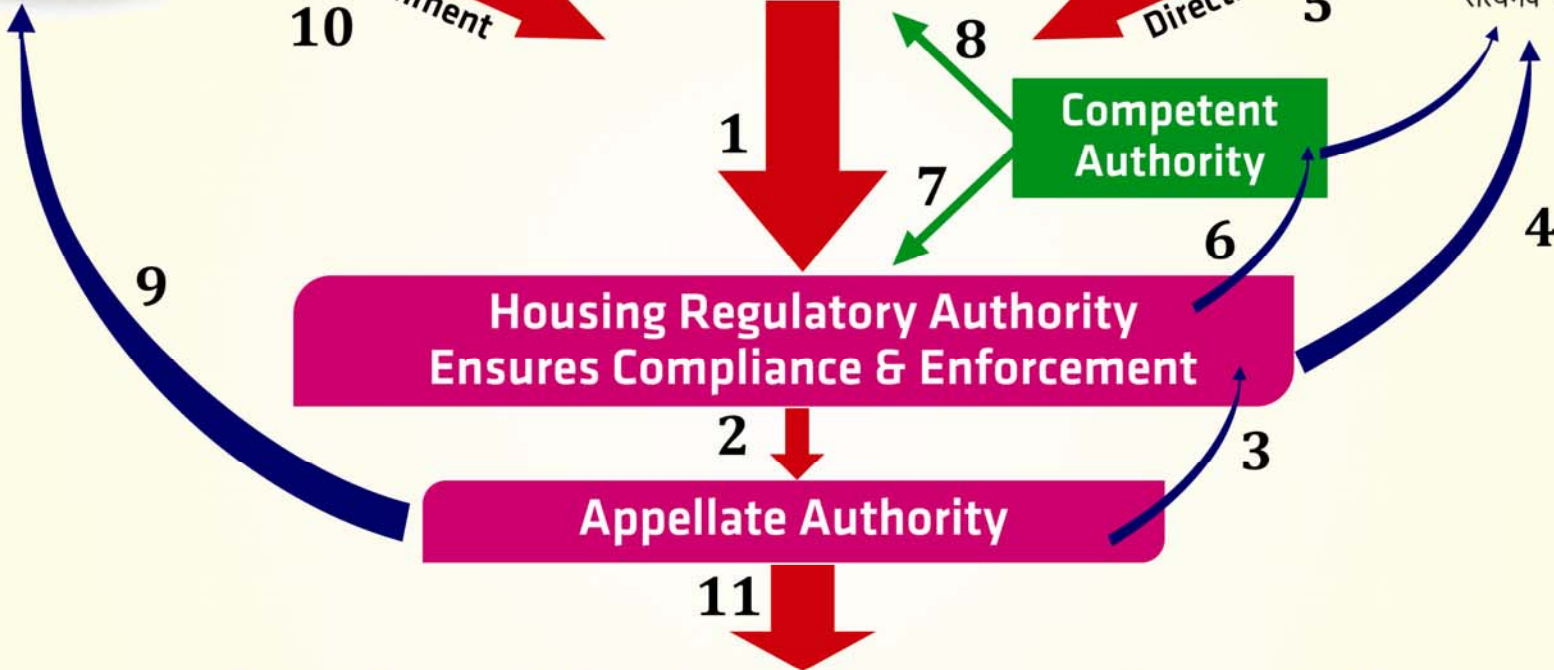 10
5
8
1
Competent
Authority
7
6
4
9
Housing Regulatory Authority
Ensures Compliance & Enforcement
2
3
Appellate Authority
11